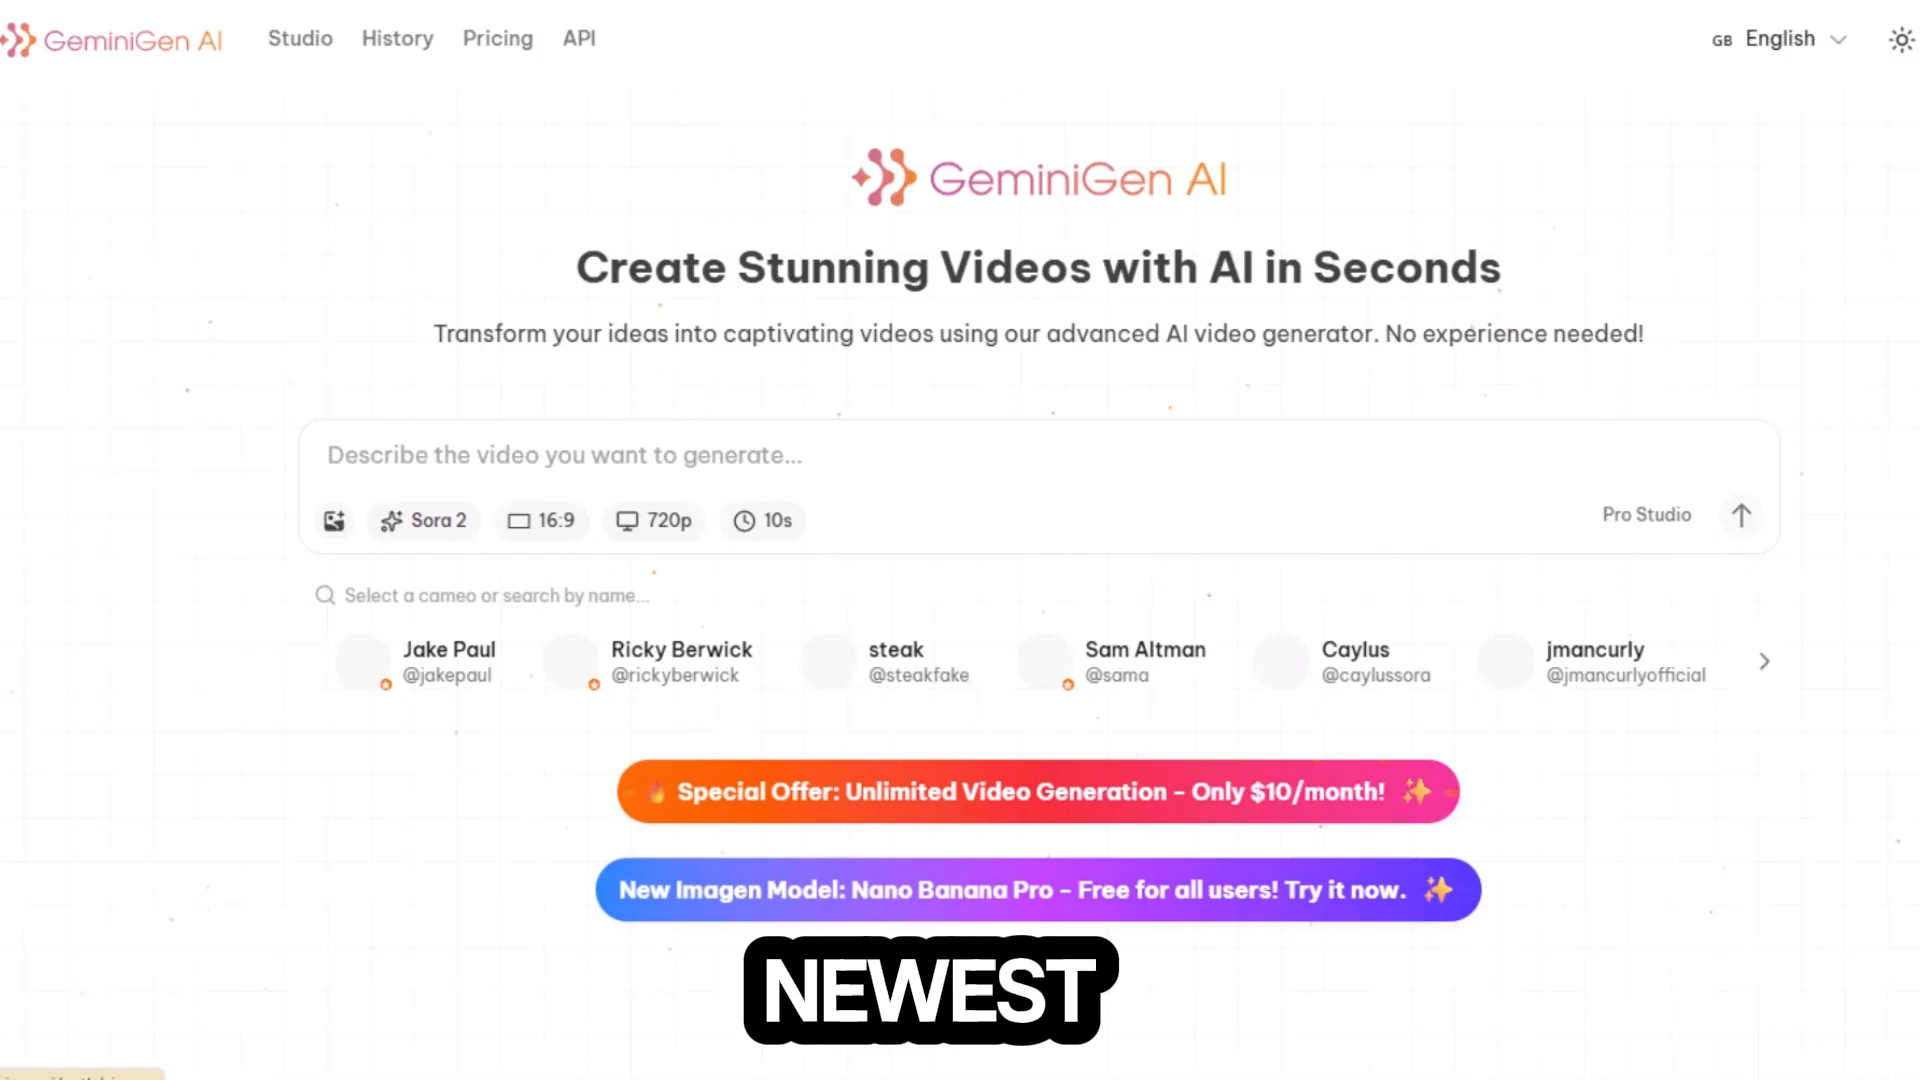 GeminiGen AI Studio History Pricing API GB English
GeminiGen AI
Create Stunning Videos with AI in Seconds
Transform your ideas into captivating videos using our advanced AI video generator. No experience needed!
Describe the video you want to generate...
Sora 2 16:9 720p 10s Pro Studio
Select a cameo or search by name...
Jake Paul Ricky Berwick steak Sam Altman Caylus jmancurly
@jakepaul @rickyberwick @steakfake @sama @caylussora @jmancurlyofficial
🔥 Special Offer: Unlimited Video Generation - Only $10/month! ✨
New Imagen Model: Nano Banana Pro - Free for all users! Try it now. ✨
NEWEST